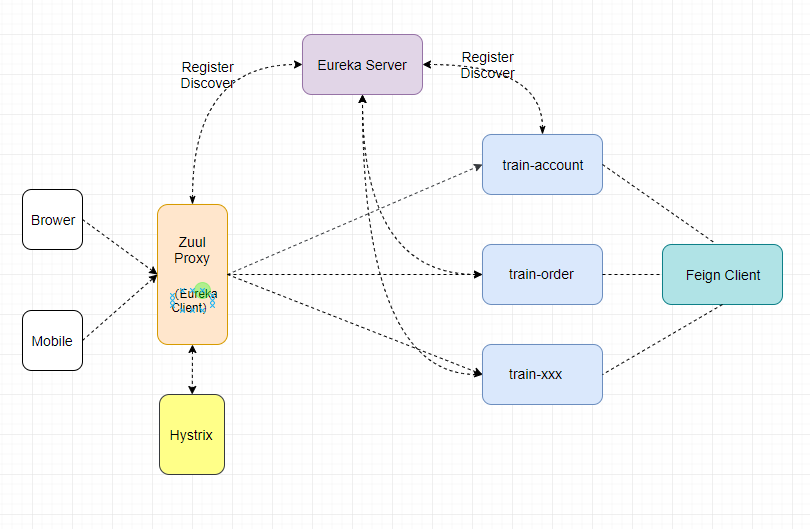 Eureka Server
Register
Discover
Register
Discover
train-account
Brower
Zuul
Proxy
(Eureka
Client)
train-order
Feign Client
Mobile
train-xxx
Hystrix